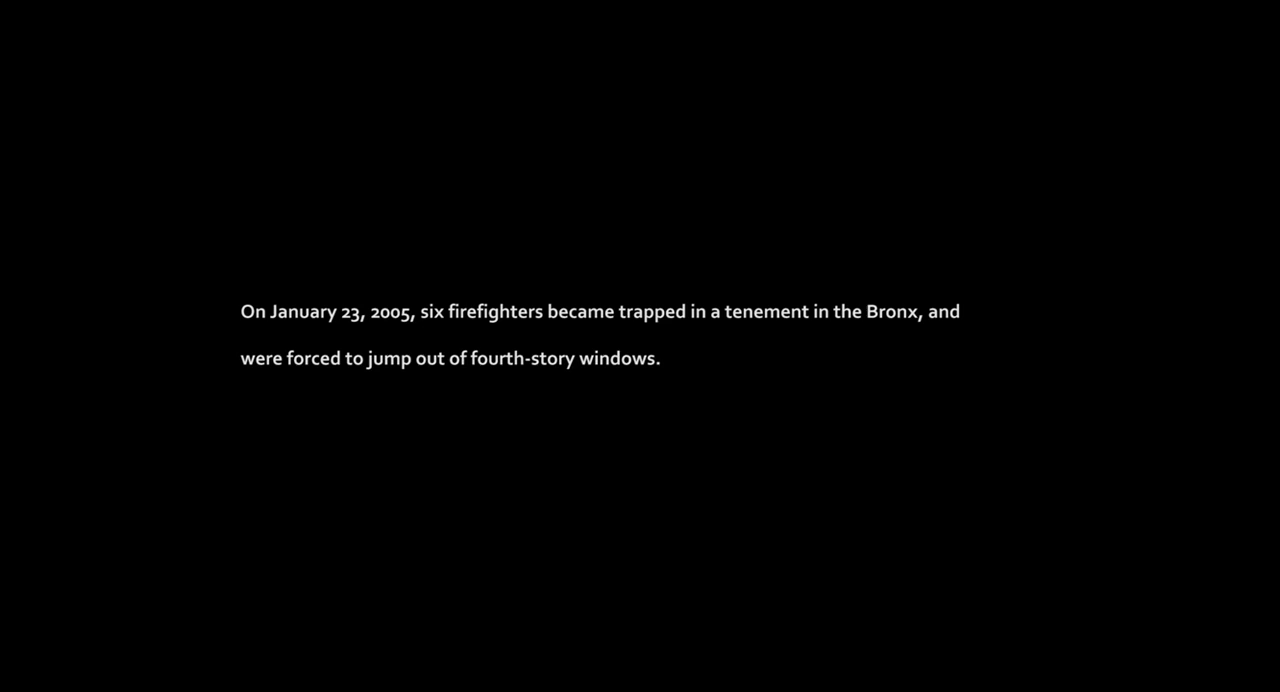 On January 23, 2005, six firefighters became trapped in a tenement in the Bronx, and
were forced to jump out of fourth-story windows.